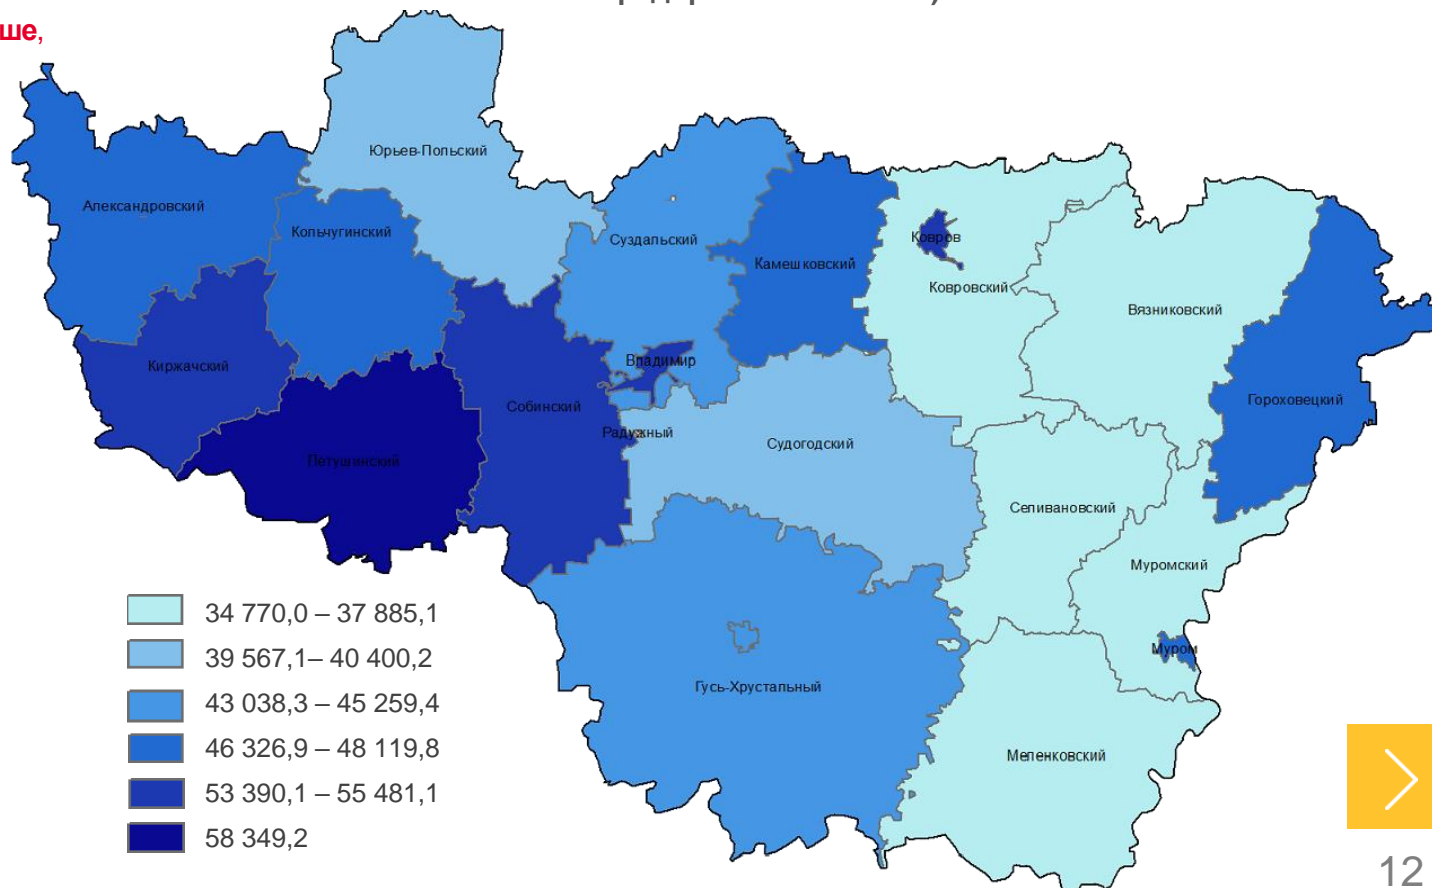 ше,
Юрьев-Польский
Александровский
Кольчугинский
Суздальский
Ковров
Камешковский
Ковровский
Вязниковский
Киржачский
Владимир
Собинский
Гороховецкий
Радужный
Судогодский
Петушинский
Селивановский
Муромский
Муром
Гусь-Хрустальный
Меленковский
34 770,0 – 37 885,1
39 567,1– 40 400,2
43 038,3 – 45 259,4
46 326,9 – 48 119,8
53 390,1 – 55 481,1
58 349,2
12